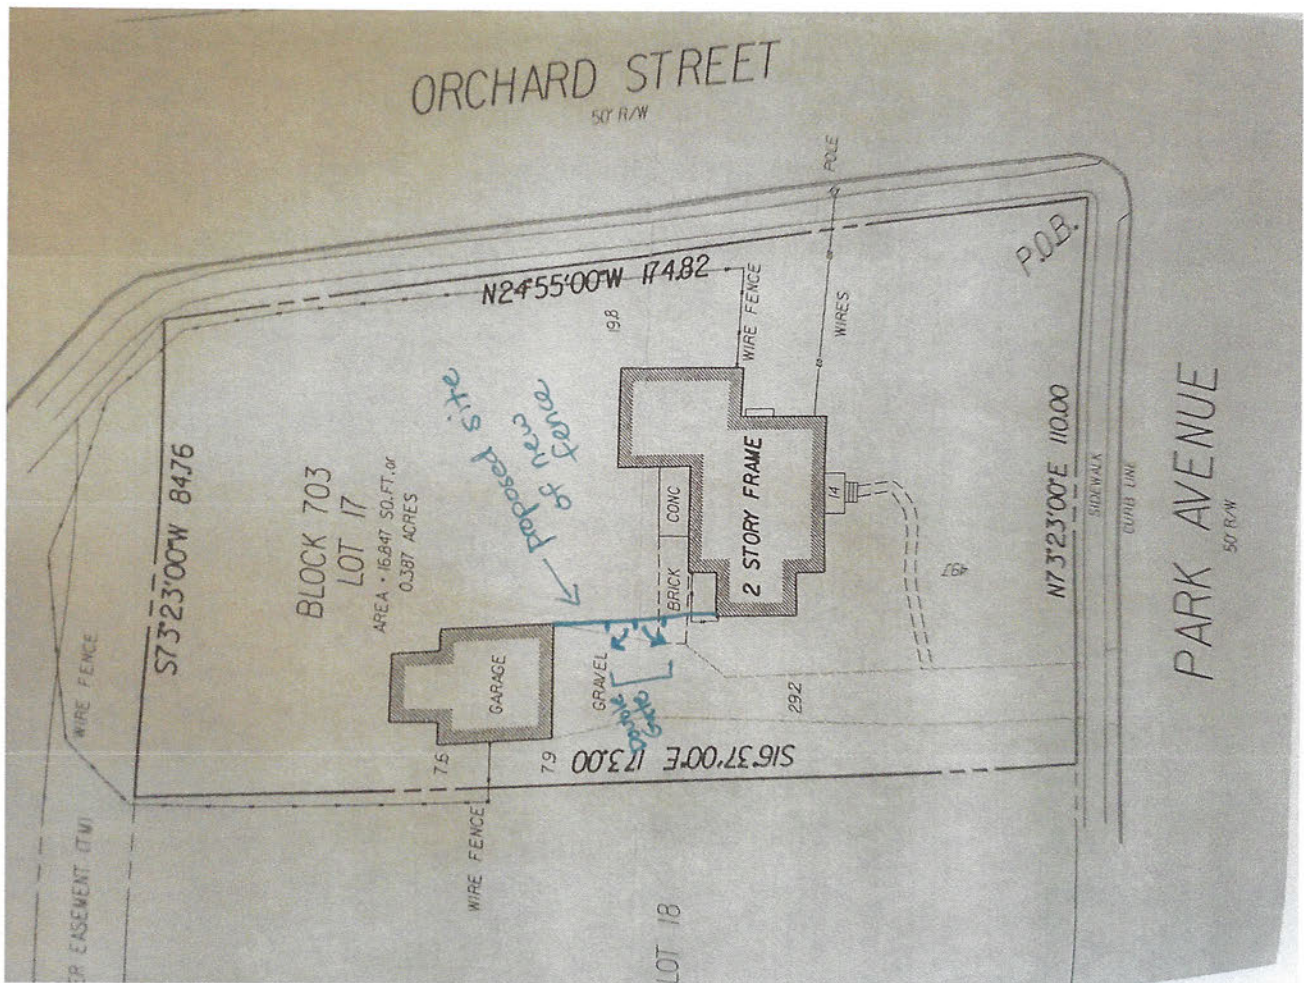 ORCHARD STREET
50' R/W
POLE
N24°55'00"W 174.82
WIRE FENCE
19.8
WIRES
P.O.B.
S73°23'00"W 84.76
BLOCK 703
LOT 17
AREA = 16,847 SQ.FT. or
0.387 ACRES
proposed site
of new
fence
CONC
BRICK
2 STORY FRAME
14
N73°23'00"E 110.00
SIDEWALK
CURB LINE
PARK AVENUE
50' R/W
49.7
WIRE FENCE
GARAGE
GRAVEL
Double
Gate
29.2
7.6
7.9
S16°37'00"E 173.00
WIRE FENCE
ER EASEMENT (TM)
LOT 18